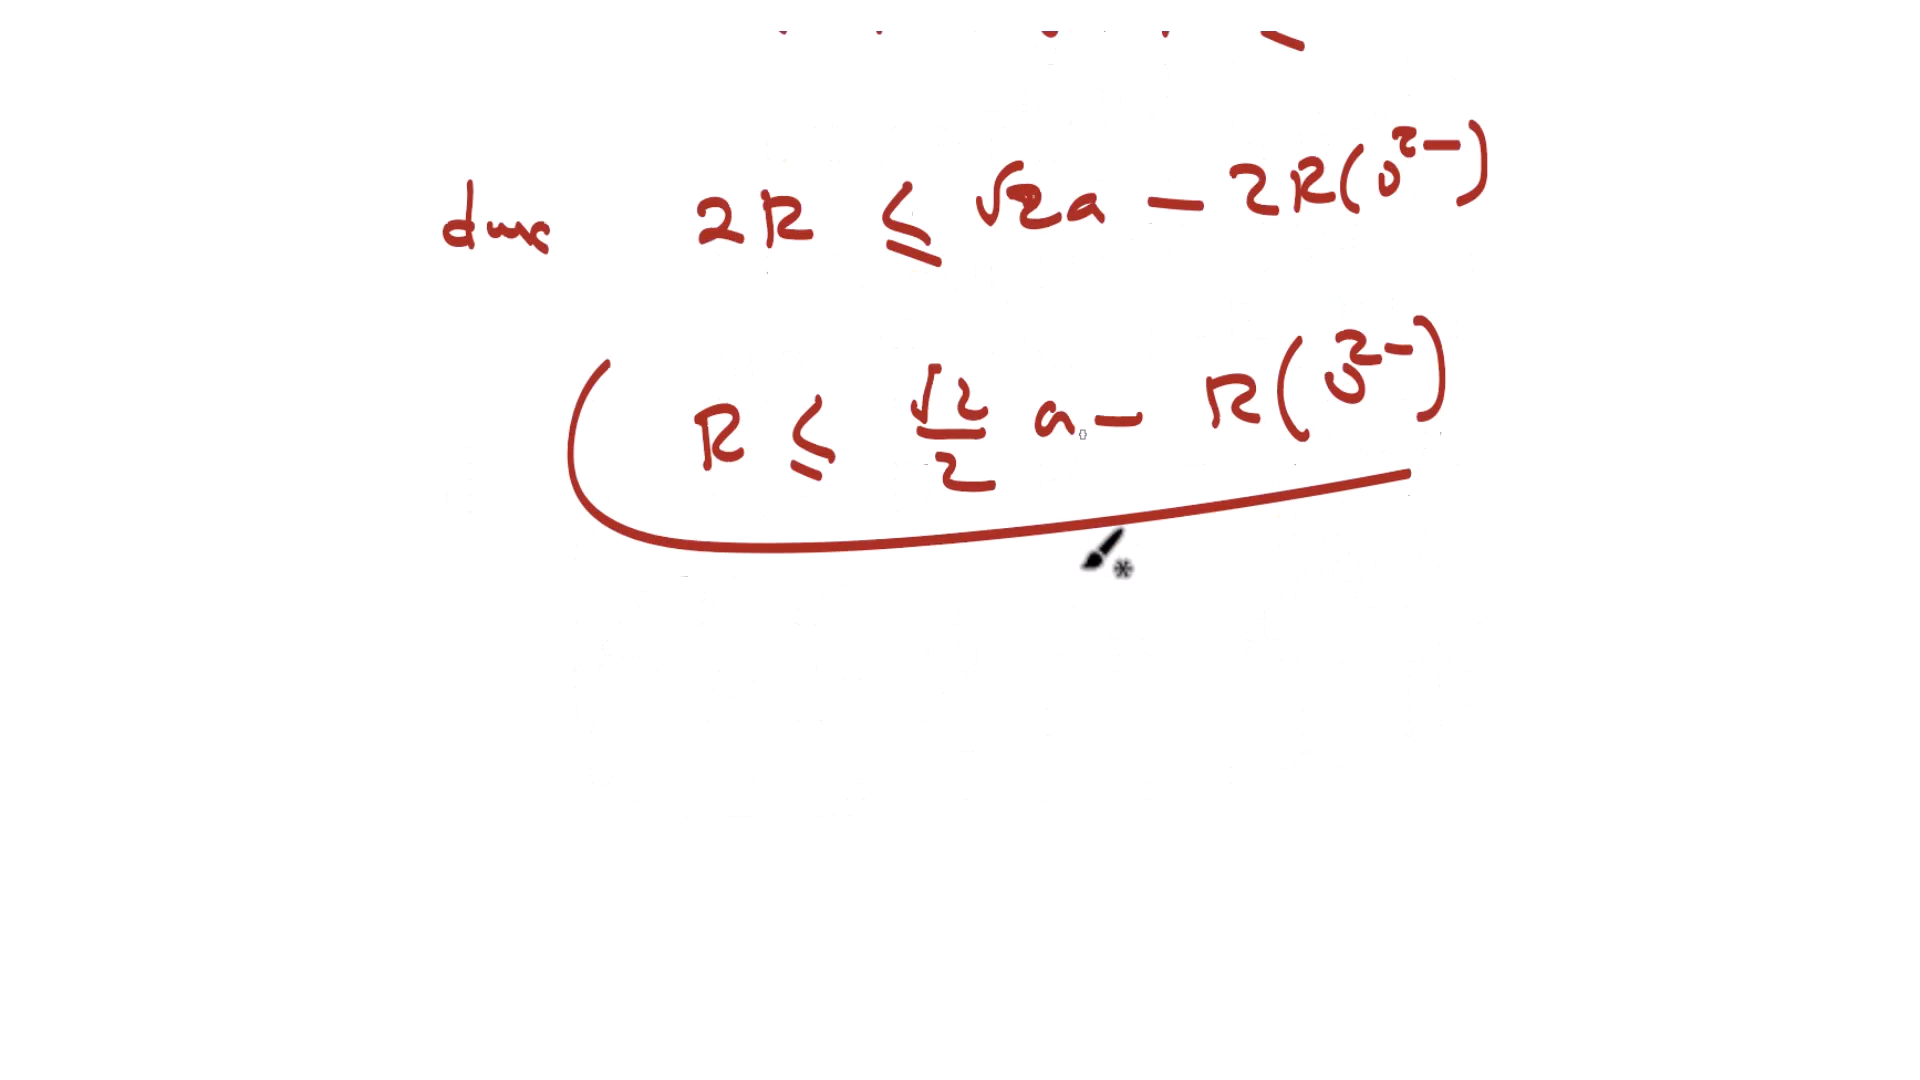 donc 2R ≤ √2a - 2R(O²⁻)
R ≤ √2/2 a - R(O²⁻)